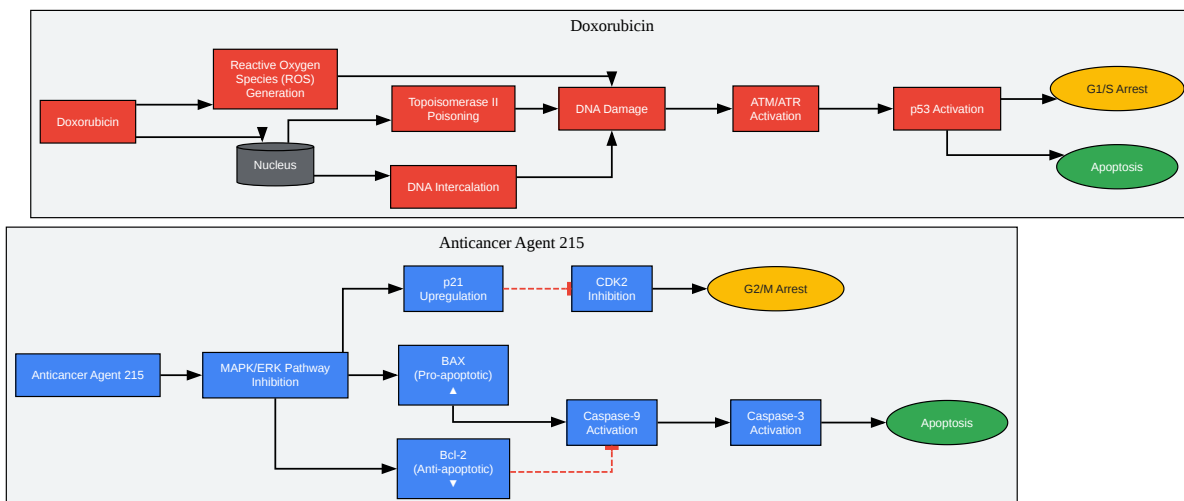 Doxorubicin
Reactive Oxygen
Species (ROS)
Generation
Doxorubicin
Nucleus
Topoisomerase II
Poisoning
DNA Intercalation
DNA Damage
ATM/ATR
Activation
p53 Activation
G1/S Arrest
Apoptosis
Anticancer Agent 215
Anticancer Agent 215
MAPK/ERK Pathway
Inhibition
p21
Upregulation
CDK2
Inhibition
G2/M Arrest
BAX
(Pro-apoptotic)
▲
Bcl-2
(Anti-apoptotic)
▼
Caspase-9
Activation
Caspase-3
Activation
Apoptosis